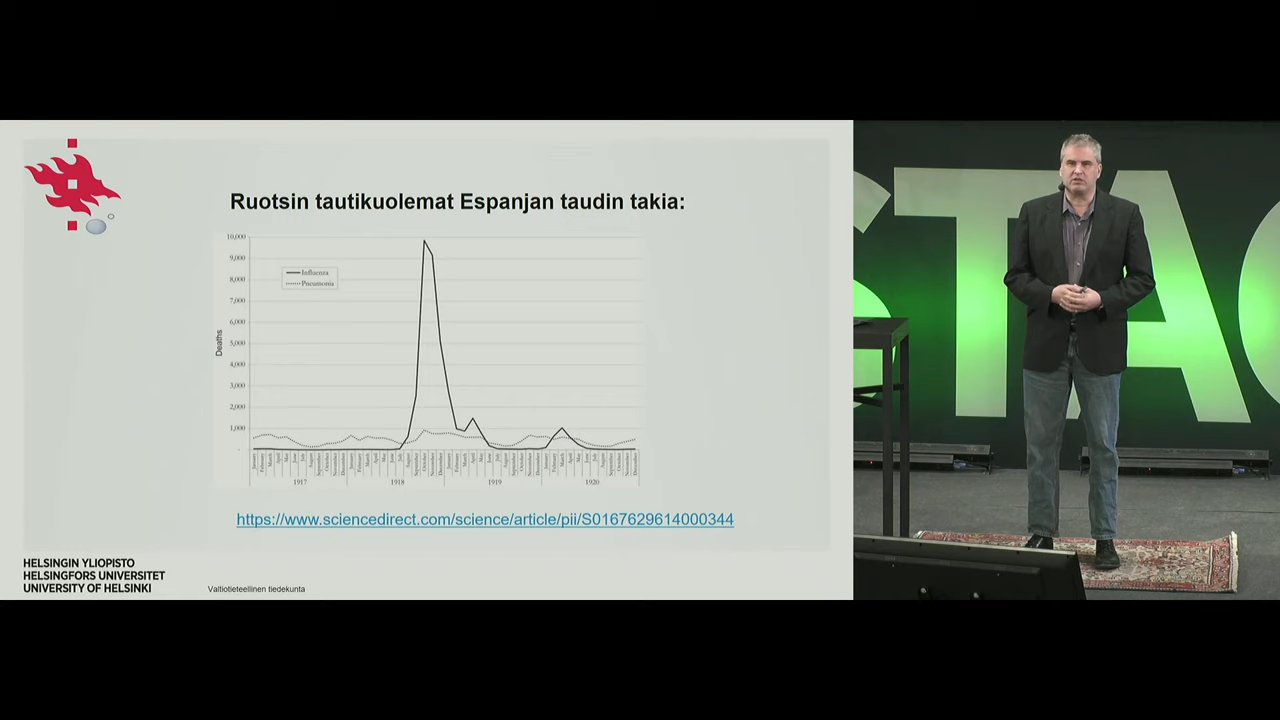 Ruotsin tautikuolemat Espanjan taudin takia:
10,000
9,000
8,000
7,000
6,000
5,000
4,000
3,000
2,000
1,000
-
Deaths
Influenza
Pneumonia
1917 1918 1919 1920
https://www.sciencedirect.com/science/article/pii/S0167629614000344
HELSINGIN YLIOPISTO
HELSINGFORS UNIVERSITET
UNIVERSITY OF HELSINKI
Valtiotieteellinen tiedekunta
STAG